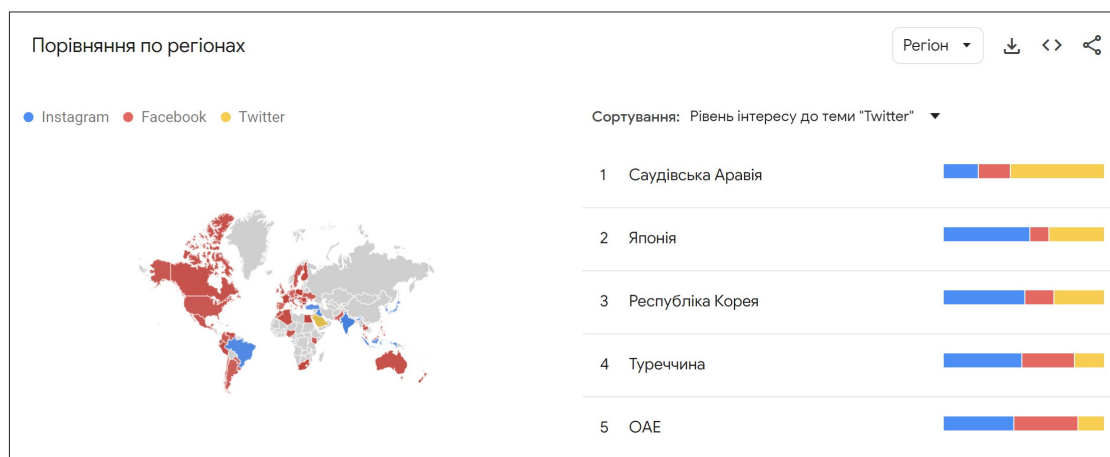 Порівняння по регіонах
Регіон
Instagram Facebook Twitter
Сортування: Рівень інтересу до теми "Twitter"
1 Саудівська Аравія
2 Японія
3 Республіка Корея
4 Туреччина
5 ОАЕ